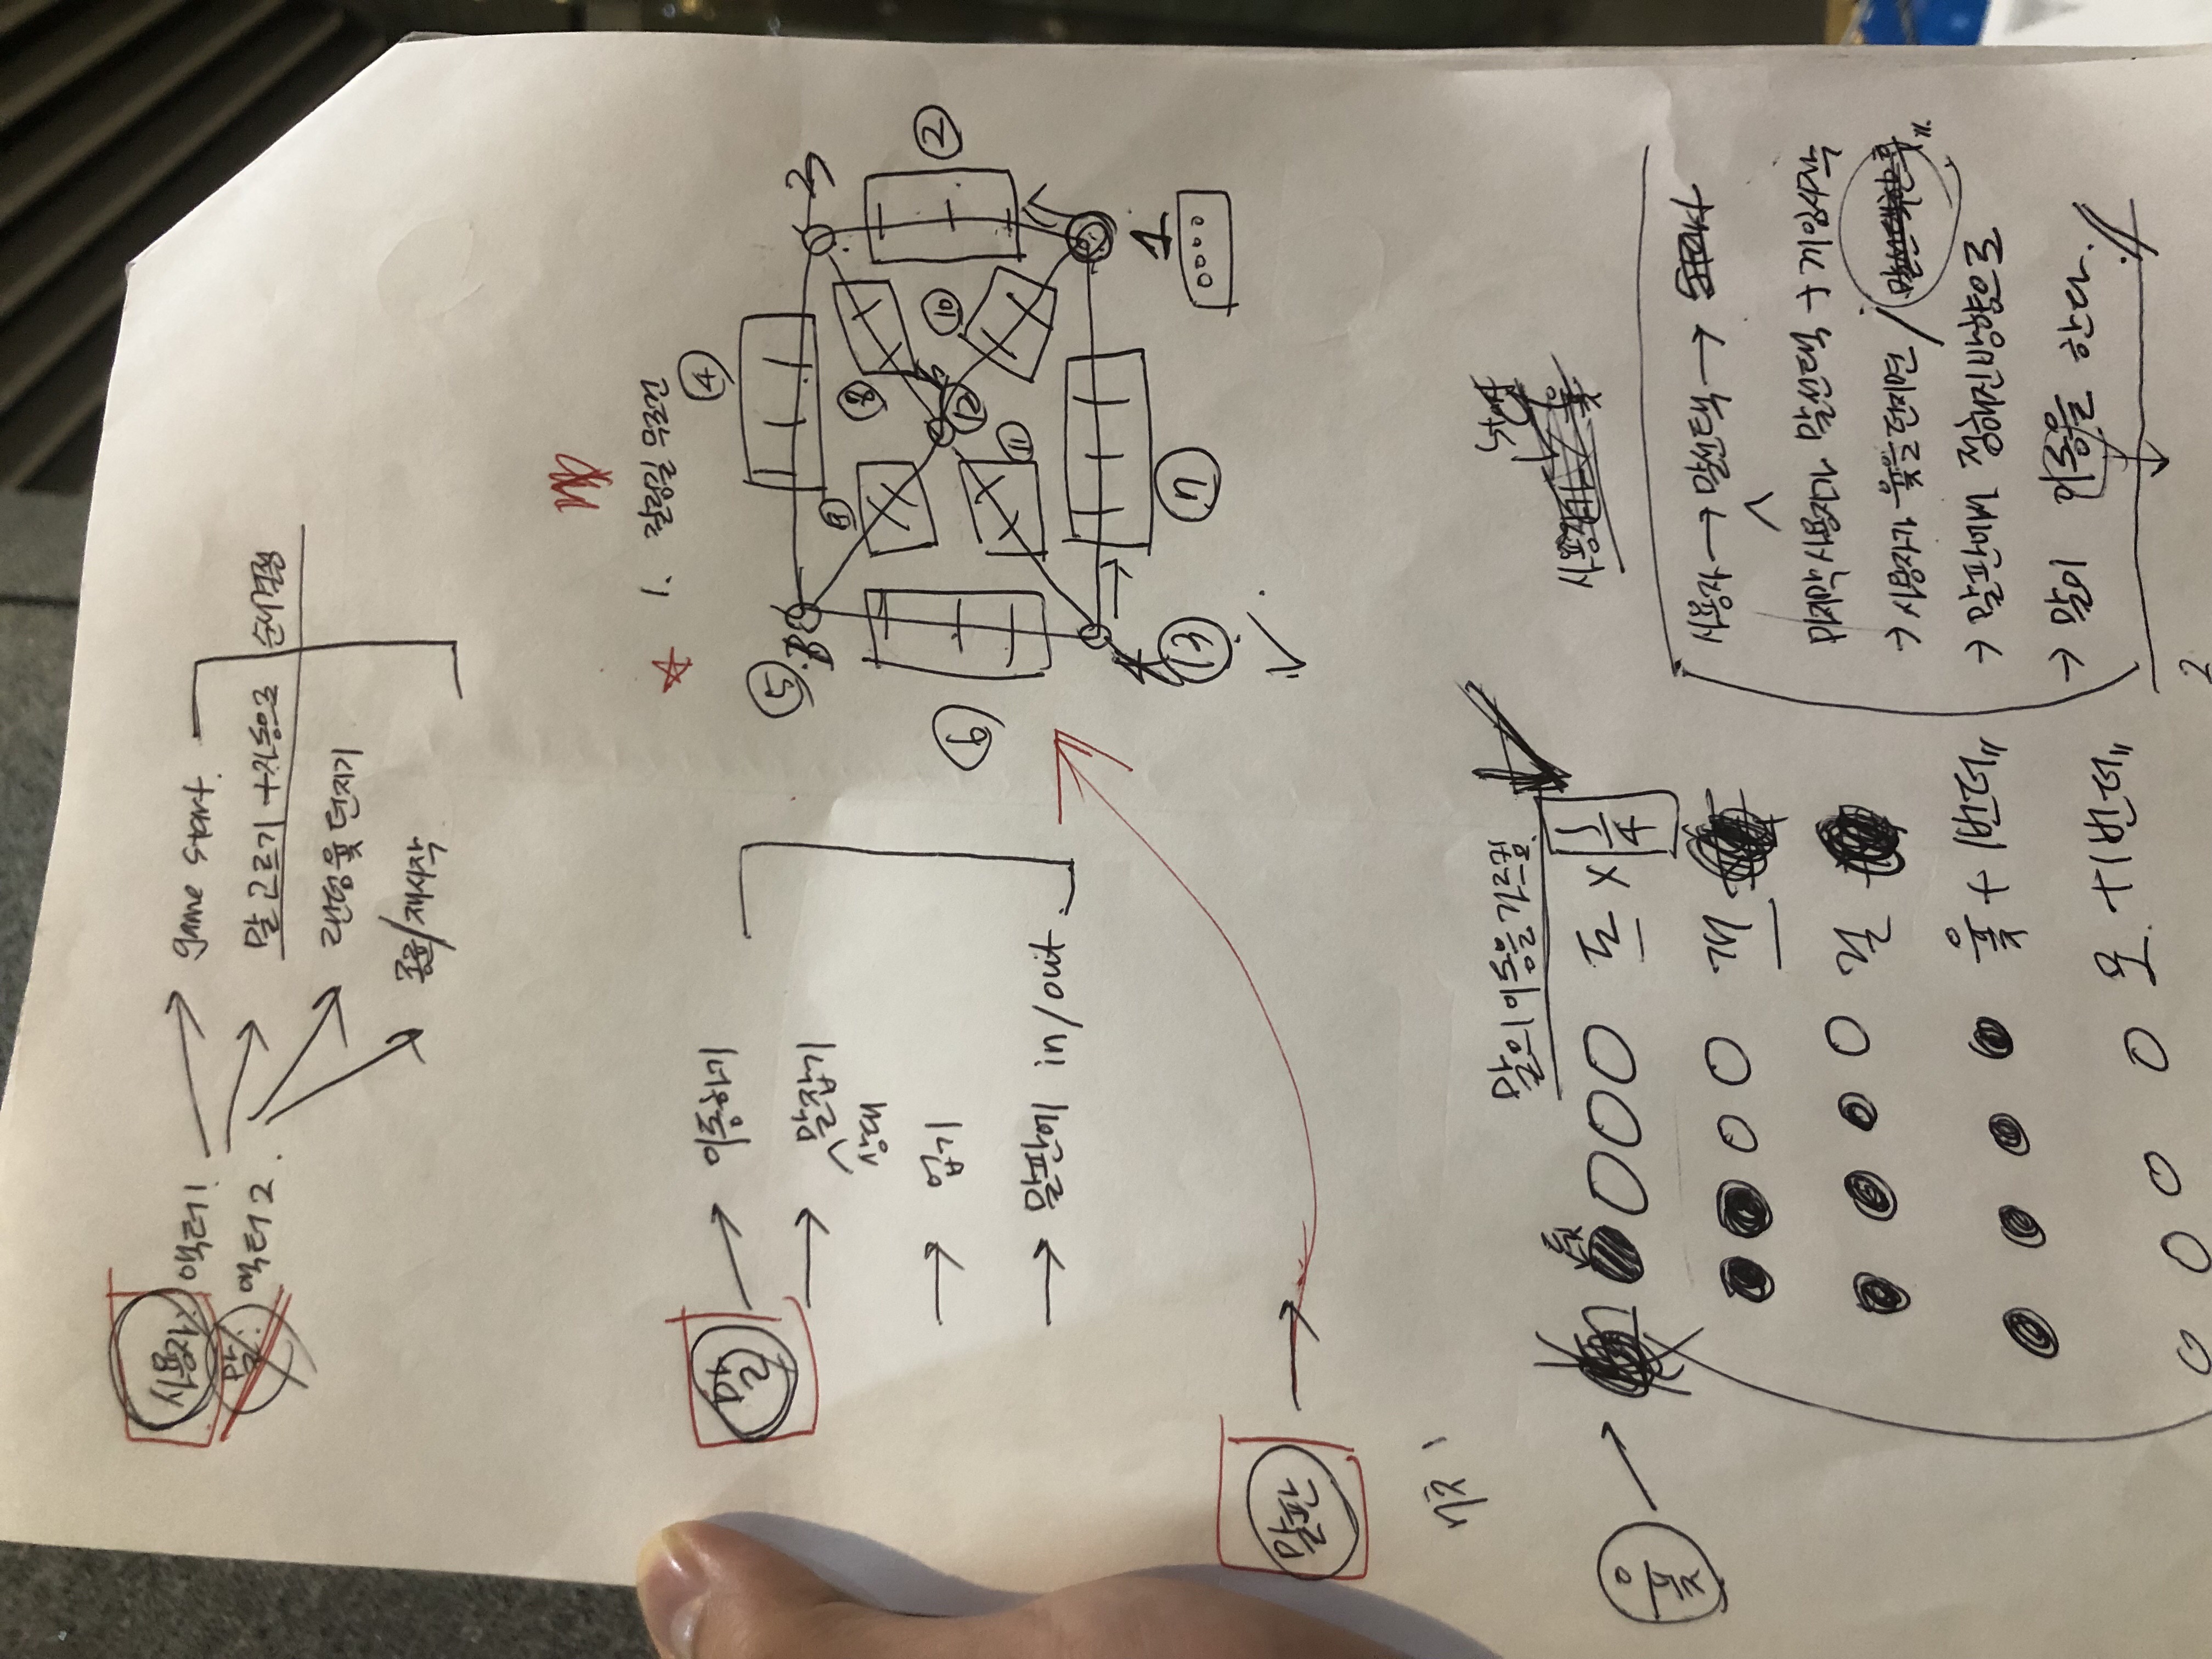 사용자: 액터1.
말: 액터2.
game start.
말 고르기 + 자동으로 순서결정
랜덤 윷 던지기
종료/재시작
1. 갈림길 무조건
말
이동하기
말잡기
상대
업기
말판에 in/out.
④
⑤
3
2
⑨
⑧
⑥
⑫
⑩
②
⑪
4
⑬
⑦
1
말판
말의 이동을 가르킴.
윷
도 × 1/4
개
걸
윷 + 1번더"
모. +1번더"
start
사용자가 윷
사용자 → 말선택 → start
마지막 사용자가 말선택 + 게임시작
→ 사용자가 윷을 던지면 / 말선택한 후".
→ 말판에서 정해진 방향으로
→ 말이 이동을 한다.
2